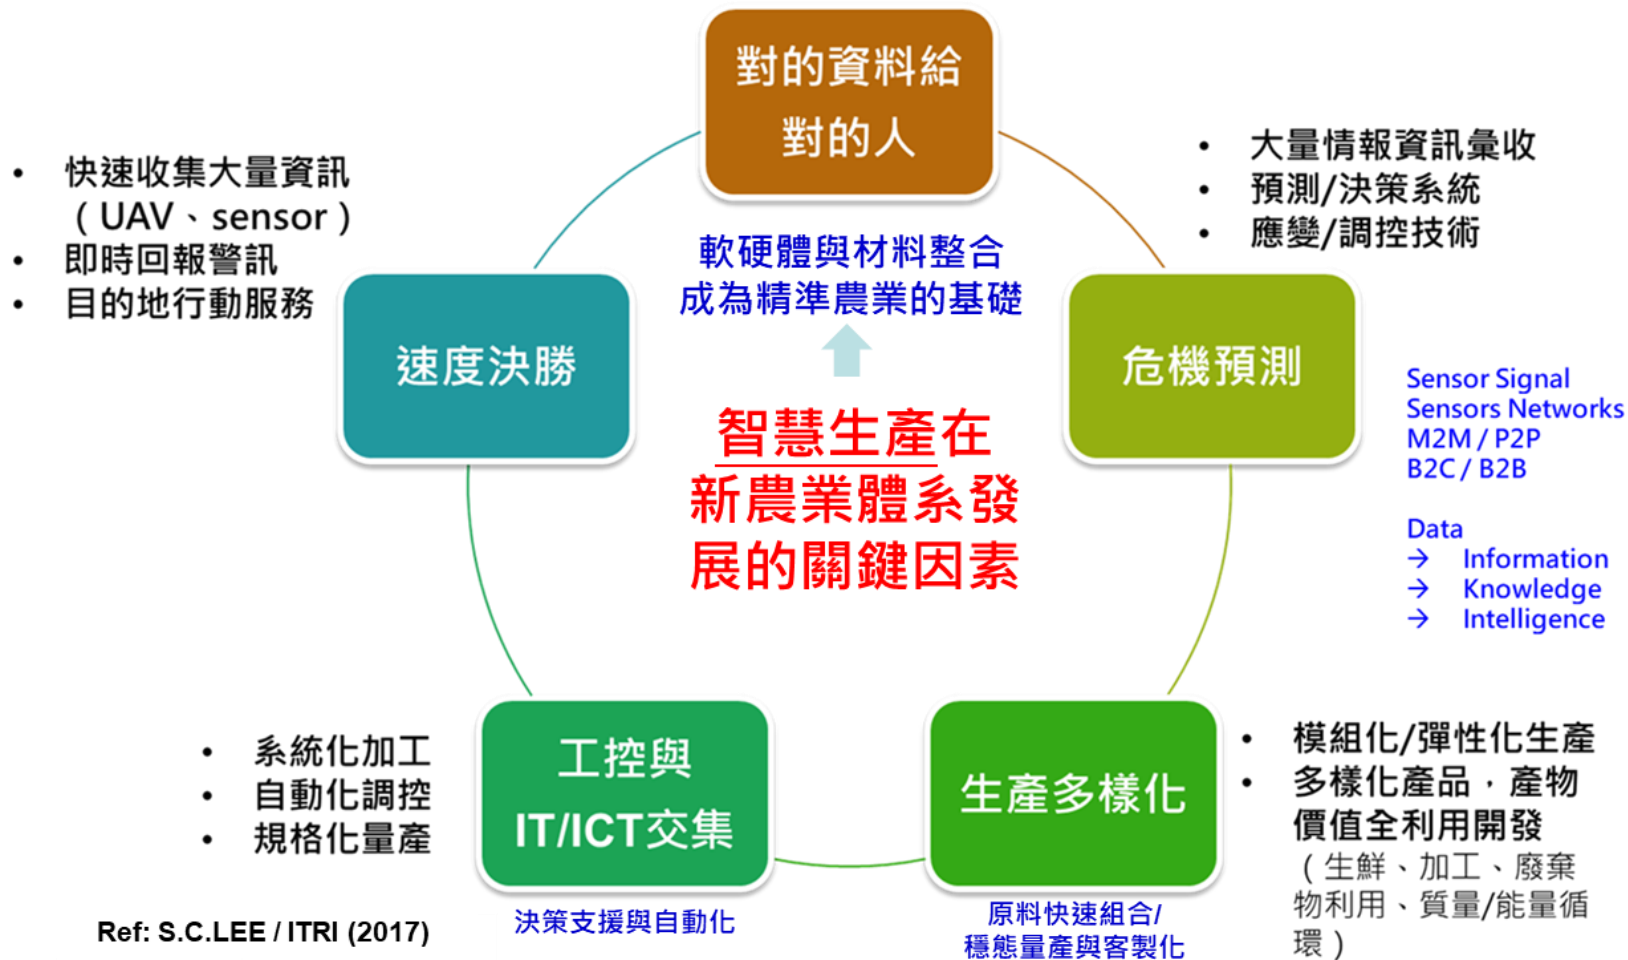 對的資料給
對的人
• 快速收集大量資訊
（UAV、sensor）
• 即時回報警訊
• 目的地行動服務
• 大量情報資訊彙收
• 預測/決策系統
• 應變/調控技術
軟硬體與材料整合
成為精準農業的基礎
速度決勝
危機預測
智慧生產在
新農業體系發
展的關鍵因素
Sensor Signal
Sensors Networks
M2M / P2P
B2C / B2B
Data
→ Information
→ Knowledge
→ Intelligence
• 系統化加工
• 自動化調控
• 規格化量產
工控與
IT/ICT交集
決策支援與自動化
生產多樣化
原料快速組合/
穩態量產與客製化
• 模組化/彈性化生產
• 多樣化產品，產物
價值全利用開發
（生鮮、加工、廢棄
物利用、質量/能量循
環）
Ref: S.C.LEE / ITRI (2017)